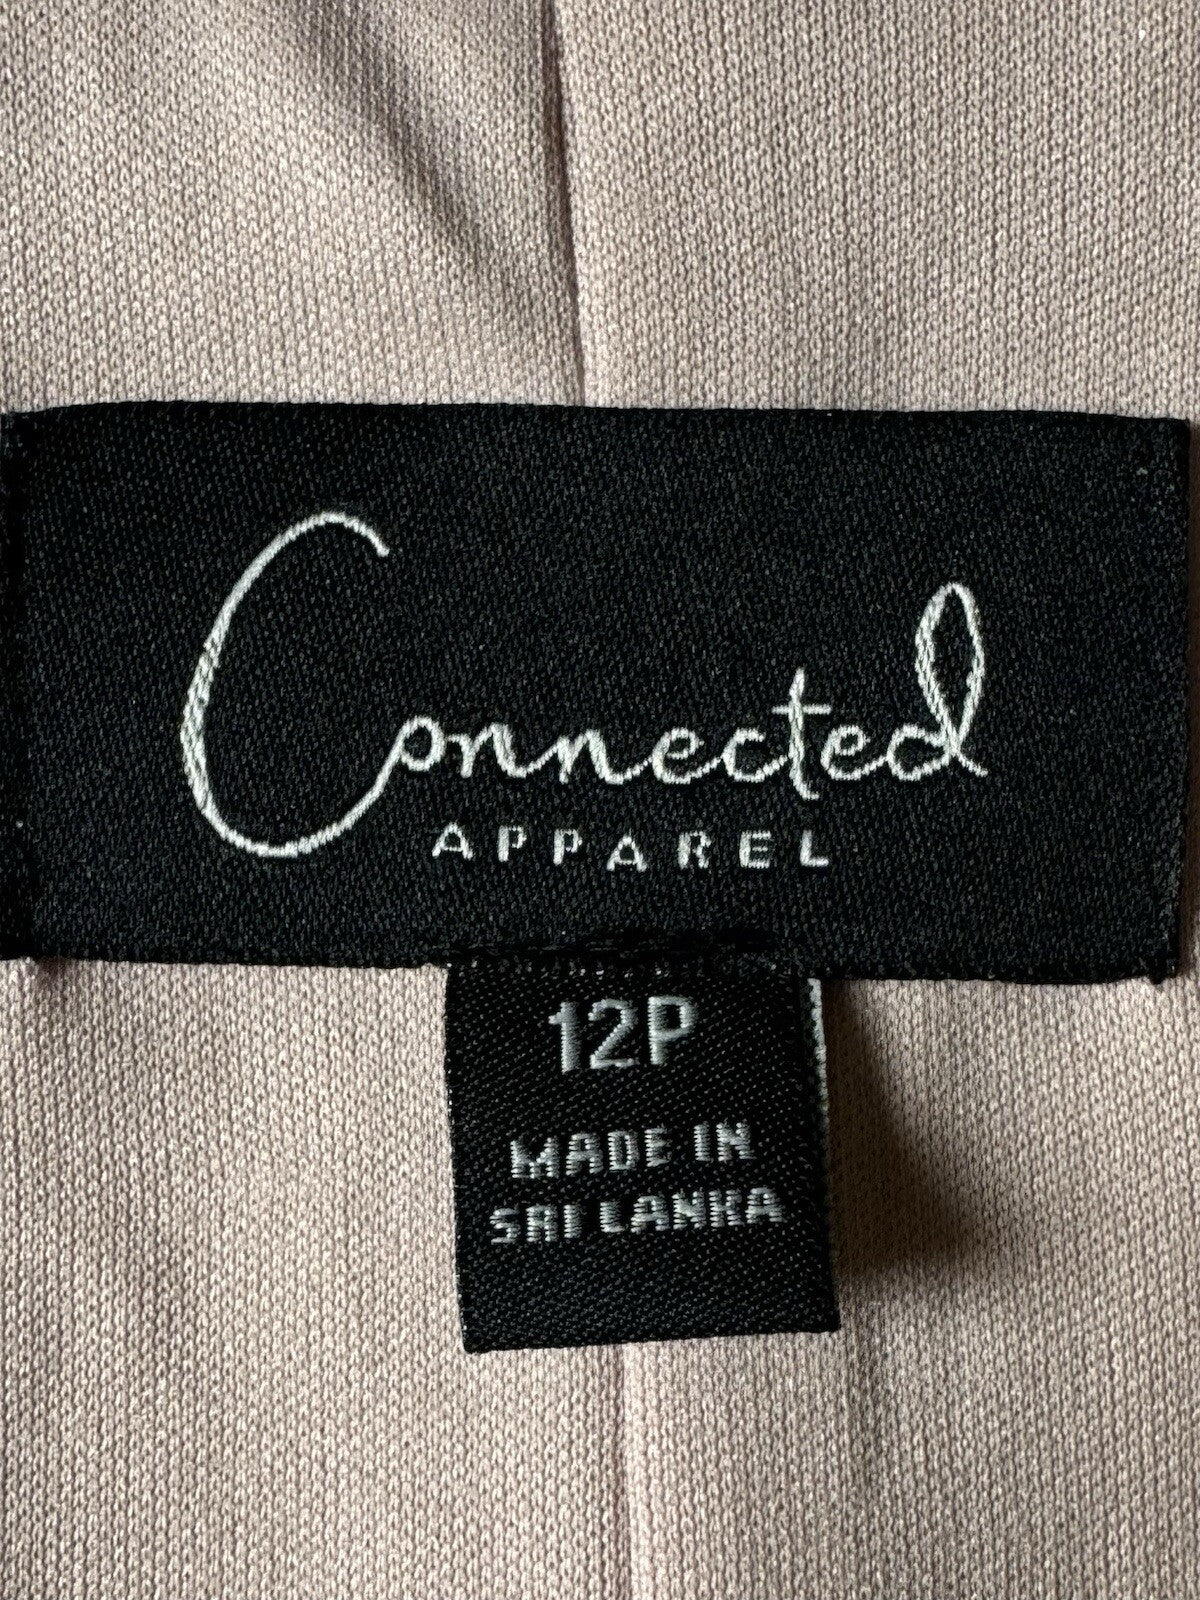 Connected
APPAREL
12P
MADE IN
SRI LANKA